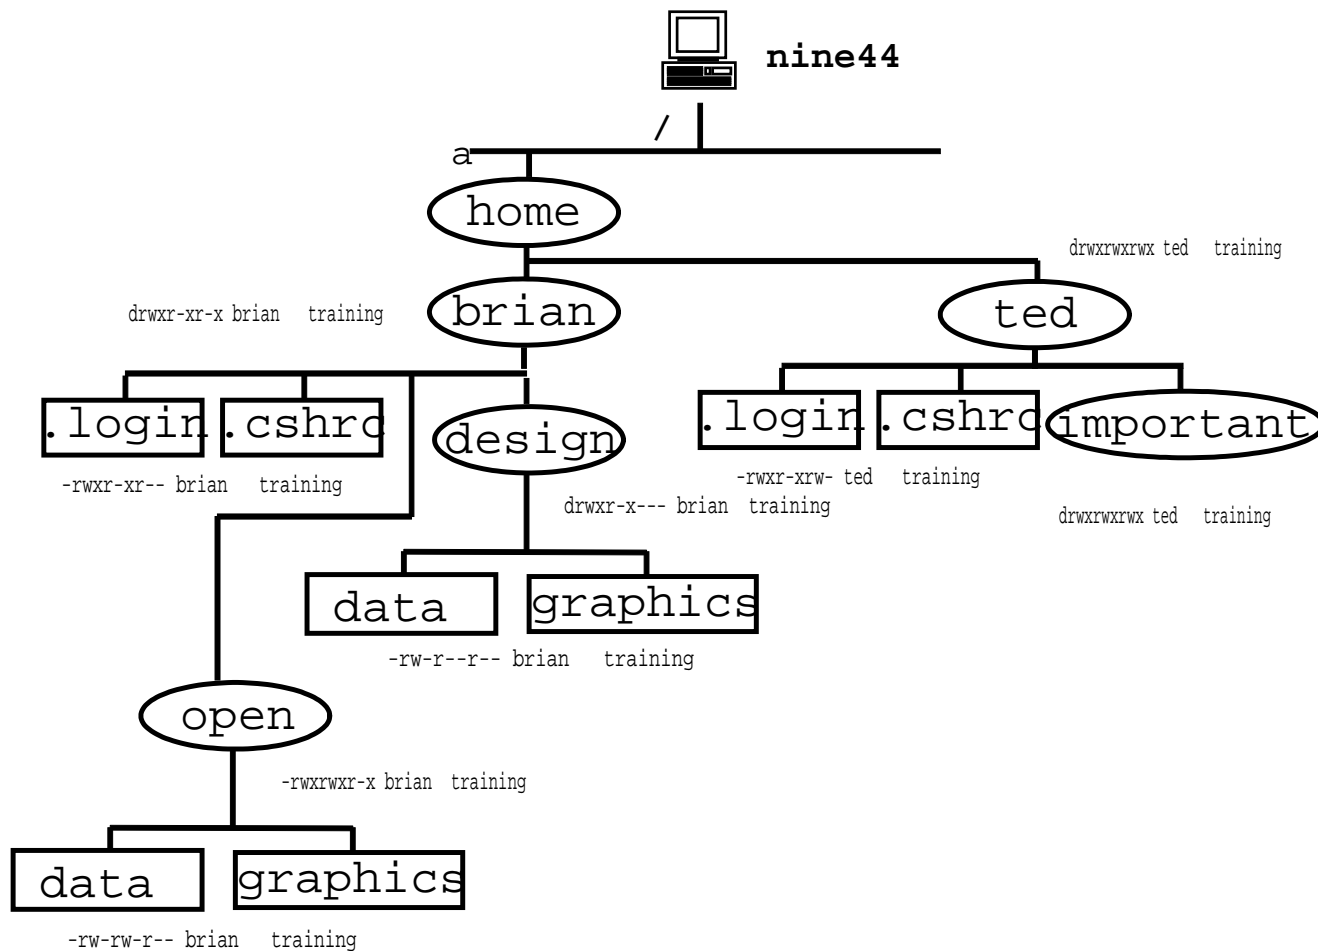 nine44
/
a
home
drwxrwxrwx ted training
drwxr-xr-x brian training
brian
ted
.login
.cshrc
design
.login
.cshrc
important
-rwxr-xr-- brian training
-rwxr-xrw- ted training
drwxr-x--- brian training
drwxrwxrwx ted training
data
graphics
-rw-r--r-- brian training
open
-rwxrwxr-x brian training
data
graphics
-rw-rw-r-- brian training